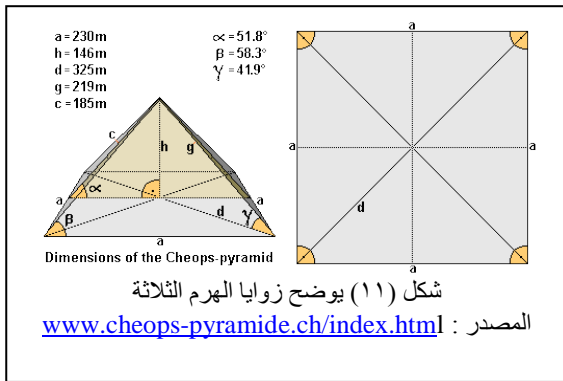 a = 230m
h = 146m
d = 325m
g = 219m
c = 185m
∝ = 51.8°
β = 58.3°
γ = 41.9°
c
h
g
a
∝
a
β
d
γ
a
Dimensions of the Cheops-pyramid
a
a
a
d
a
شكل (١١) يوضح زوايا الهرم الثلاثة
المصدر : www.cheops-pyramide.ch/index.html